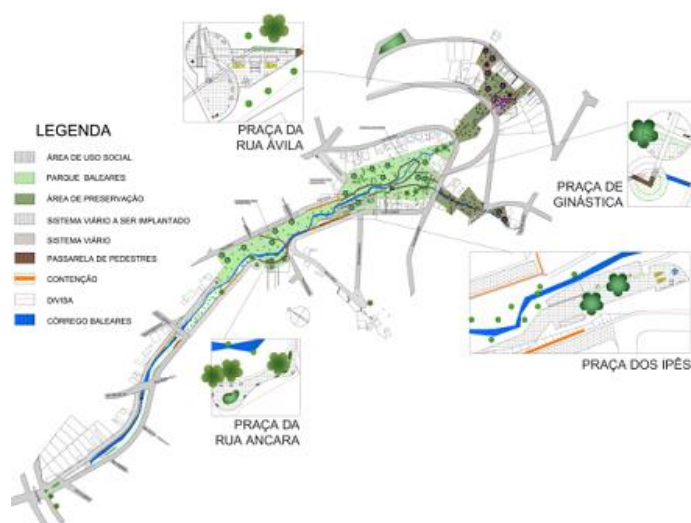 PRAÇA DA
RUA ÁVILA
LEGENDA
ÁREA DE USO SOCIAL
PARQUE BALEARES
ÁREA DE PRESERVAÇÃO
SISTEMA VIÁRIO A SER IMPLANTADO
SISTEMA VIÁRIO
PASSARELA DE PEDESTRES
CONTENÇÃO
DIVISA
CÓRREGO BALEARES
PRAÇA DE
GINÁSTICA
PRAÇA DOS IPÊS
PRAÇA DA
RUA ANCARA